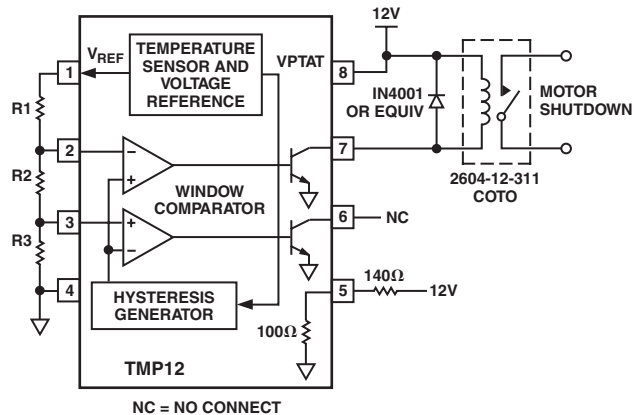 12V
V_REF
TEMPERATURE
SENSOR AND
VOLTAGE
REFERENCE
VPTAT
1
8
R1
IN4001
OR EQUIV
MOTOR
SHUTDOWN
2
–
7
+
R2
WINDOW
COMPARATOR
2604-12-311
COTO
3
+
6
NC
–
R3
140Ω
4
HYSTERESIS
GENERATOR
5
12V
100Ω
TMP12
NC = NO CONNECT